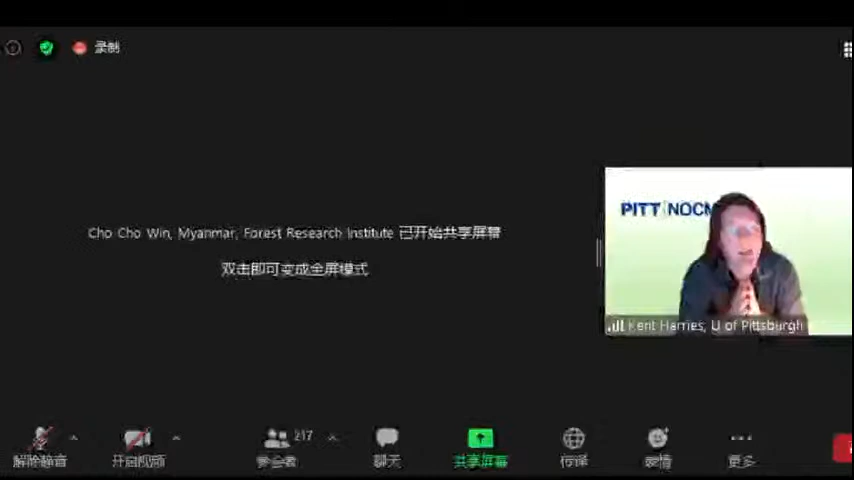 录制
Cho Cho Win, Myanmar, Forest Research Institute 已开始共享屏幕
双击即可变成全屏模式
PITT NOCM
Kent Harries, U of Pittsburgh
217
解除静音
开启视频
参会者
聊天
共享屏幕
传译
表情
更多